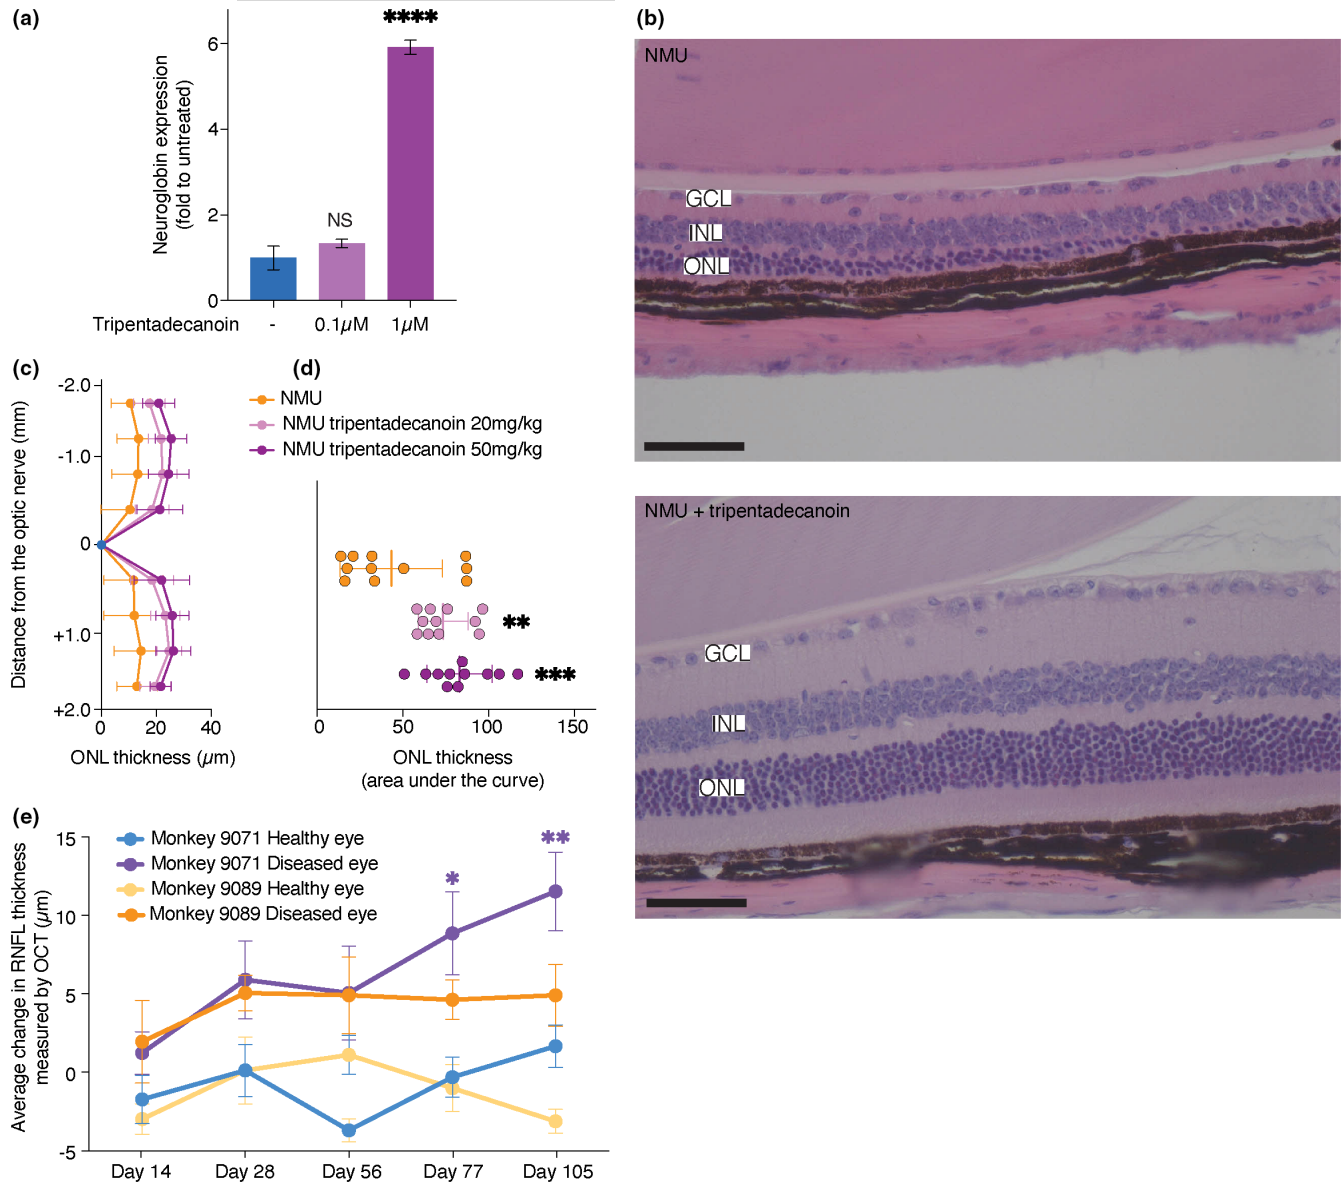 (a)
Neuroglobin expression
(fold to untreated)
6
4
2
0
NS
****
Tripentadecanoin
-
0.1µM
1µM
(b)
NMU
GCL
INL
ONL
NMU + tripentadecanoin
GCL
INL
ONL
(c)
Distance from the optic nerve (mm)
-2.0
-1.0
0
+1.0
+2.0
0
20
40
ONL thickness (µm)
(d)
NMU
NMU tripentadecanoin 20mg/kg
NMU tripentadecanoin 50mg/kg
**
***
0
50
100
150
ONL thickness
(area under the curve)
(e)
Average change in RNFL thickness
measured by OCT (µm)
15
10
5
0
-5
Monkey 9071 Healthy eye
Monkey 9071 Diseased eye
Monkey 9089 Healthy eye
Monkey 9089 Diseased eye
*
**
Day 14
Day 28
Day 56
Day 77
Day 105